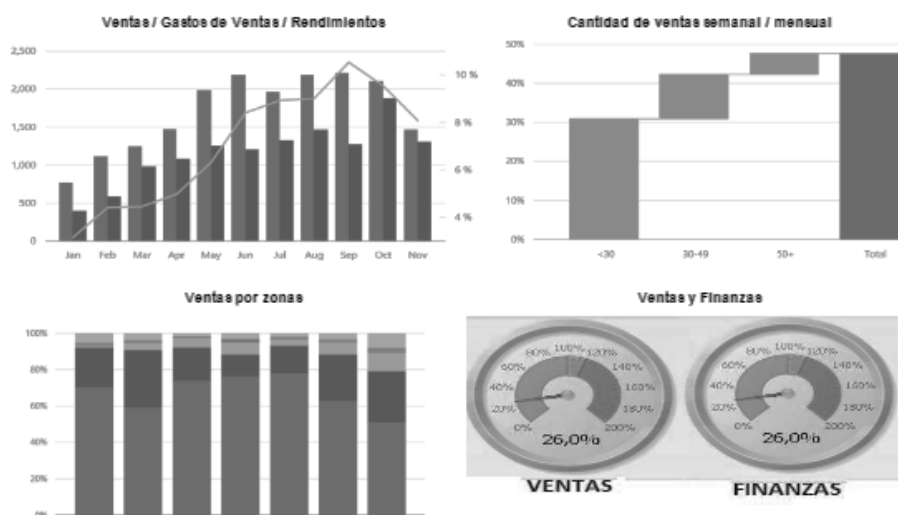 Ventas / Gastos de Ventas / Rendimientos
2,500
2,000
1,500
1,000
500
0
10 %
8 %
6 %
4 %
Jan Feb Mar Apr May Jun Jul Aug Sep Oct Nov
Cantidad de ventas semanal / mensual
50%
40%
30%
20%
10%
0%
<30 30-49 50+ Total
Ventas por zonas
100%
80%
60%
40%
20%
0%
Ventas y Finanzas
0% 20% 40% 60% 80% 100% 120% 140% 160% 180% 200%
26,0%
VENTAS
0% 20% 40% 60% 80% 100% 120% 140% 160% 180% 200%
26,0%
FINANZAS